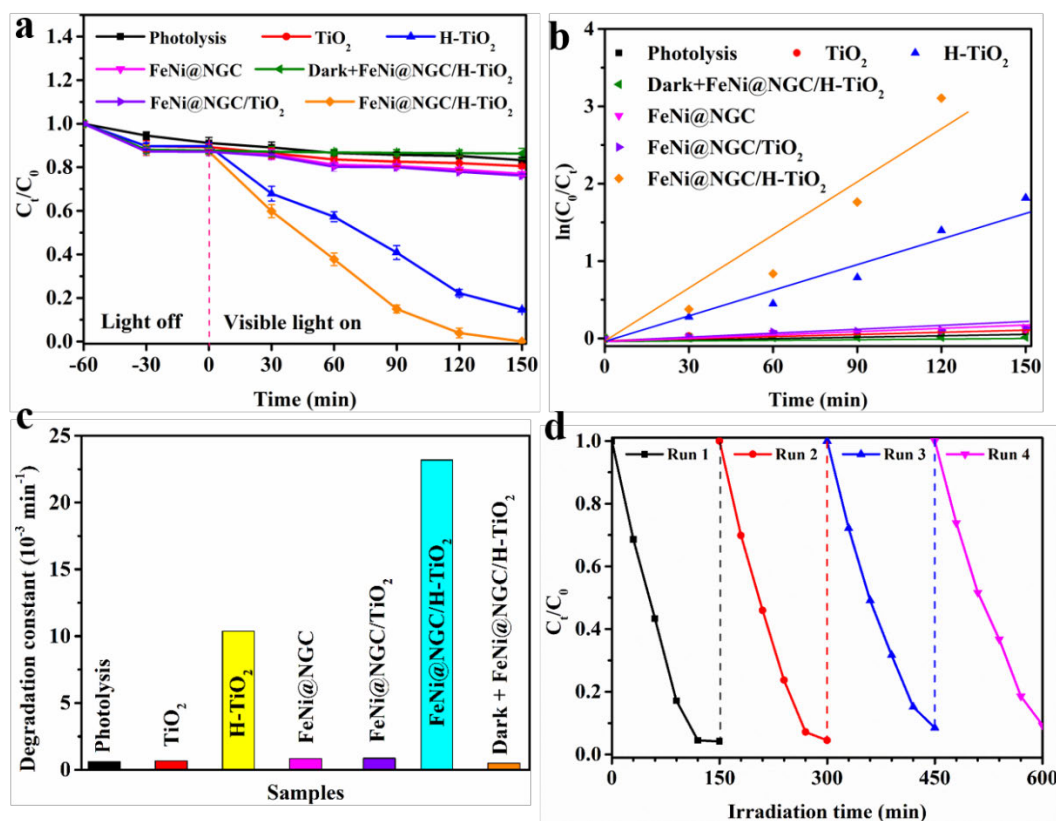 a
Photolysis TiO₂ H-TiO₂
FeNi@NGC Dark+FeNi@NGC/H-TiO₂
FeNi@NGC/TiO₂ FeNi@NGC/H-TiO₂
1.4
1.2
1.0
0.8
0.6
0.4
0.2
0.0
Cₜ/C₀
Light off Visible light on
-60 -30 0 30 60 90 120 150
Time (min)
b
Photolysis TiO₂ H-TiO₂
Dark+FeNi@NGC/H-TiO₂
FeNi@NGC
FeNi@NGC/TiO₂
FeNi@NGC/H-TiO₂
4
3
2
1
0
ln(C₀/Cₜ)
0 30 60 90 120 150
Time (min)
c
25
20
15
10
5
0
Degradation constant (10⁻³ min⁻¹)
Photolysis
TiO₂
H-TiO₂
FeNi@NGC
FeNi@NGC/TiO₂
FeNi@NGC/H-TiO₂
Dark + FeNi@NGC/H-TiO₂
Samples
d
Run 1 Run 2 Run 3 Run 4
1.0
0.8
0.6
0.4
0.2
0.0
Cₜ/C₀
0 150 300 450 600
Irradiation time (min)